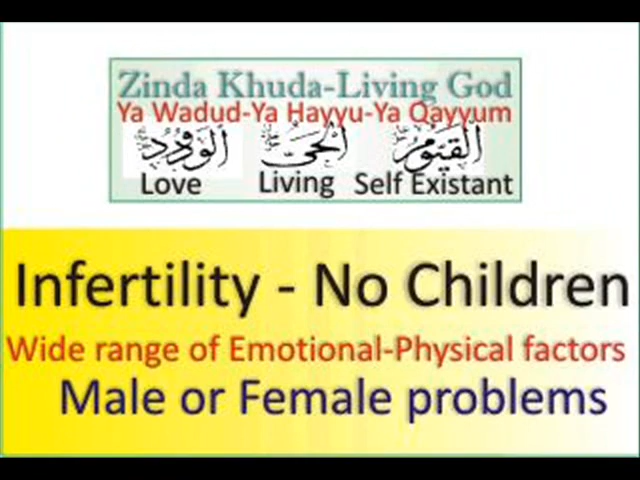 Zinda Khuda-Living God
Ya Wadud-Ya Hayyu-Ya Qayyum
الودود الحي القيوم
Love Living Self Existant
Infertility - No Children
Wide range of Emotional-Physical factors
Male or Female problems